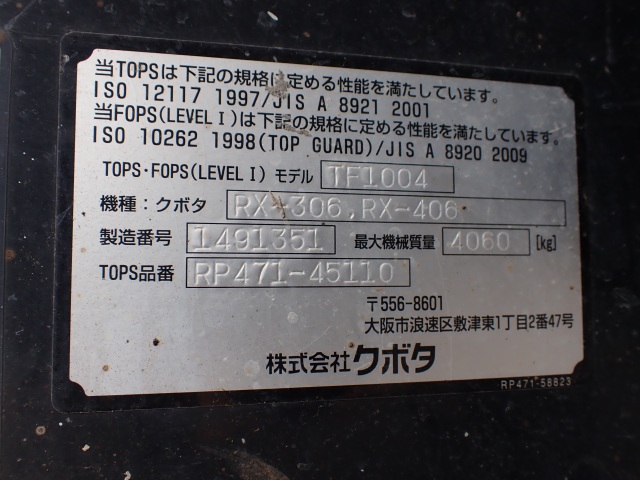 当TOPSは下記の規格に定める性能を満たしています。
ISO 12117 1997/JIS A 8921 2001
当FOPS(LEVEL I)は下記の規格に定める性能を満たしています。
ISO 10262 1998(TOP GUARD)/JIS A 8920 2009
TOPS・FOPS(LEVEL I) モデル TF1004
機種：クボタ RX-306,RX-406
製造番号 1491351 最大機械質量 4060 [kg]
TOPS品番 RP471-45110
〒556-8601
大阪市浪速区敷津東1丁目2番47号
株式会社クボタ
RP471-58823